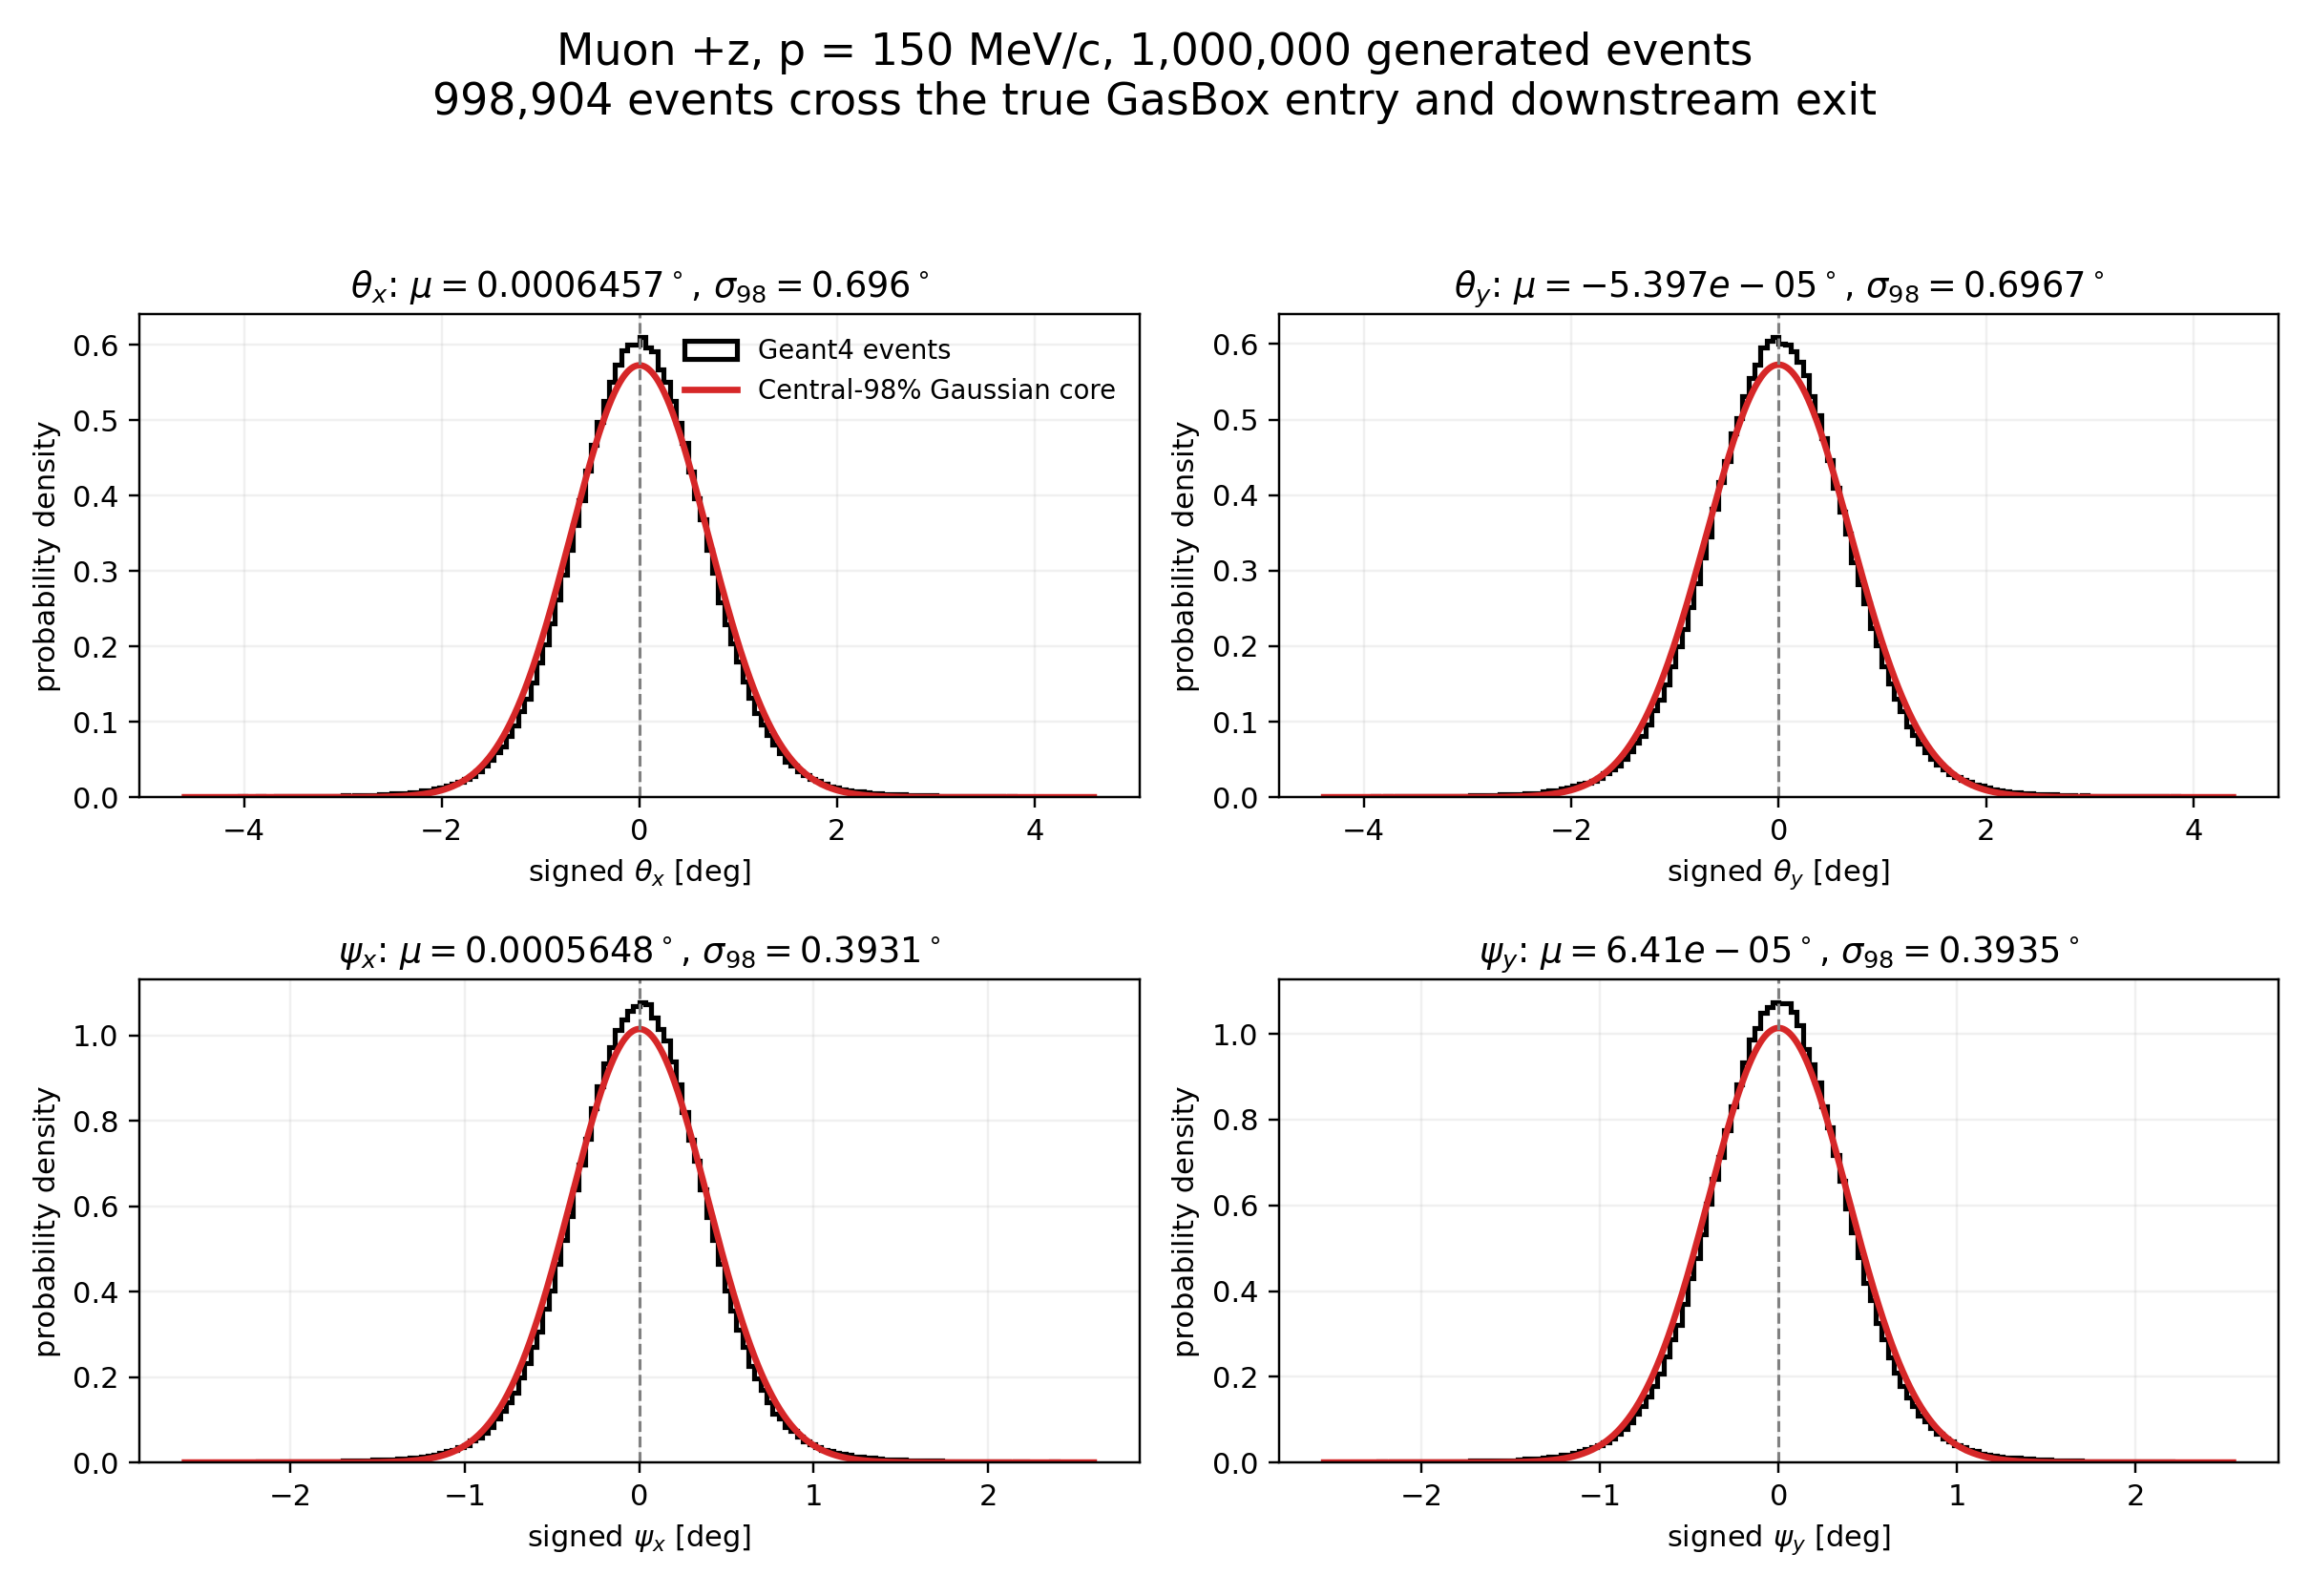 Muon +z, p = 150 MeV/c, 1,000,000 generated events
998,904 events cross the true GasBox entry and downstream exit
θx: μ = 0.0006457°, σ98 = 0.696°
probability density
0.6
0.5
0.4
0.3
0.2
0.1
0.0
Geant4 events
Central-98% Gaussian core
−4 −2 0 2 4
signed θx [deg]
θy: μ = −5.397e − 05°, σ98 = 0.6967°
probability density
0.6
0.5
0.4
0.3
0.2
0.1
0.0
−4 −2 0 2 4
signed θy [deg]
ψx: μ = 0.0005648°, σ98 = 0.3931°
probability density
1.0
0.8
0.6
0.4
0.2
0.0
−2 −1 0 1 2
signed ψx [deg]
ψy: μ = 6.41e − 05°, σ98 = 0.3935°
probability density
1.0
0.8
0.6
0.4
0.2
0.0
−2 −1 0 1 2
signed ψy [deg]